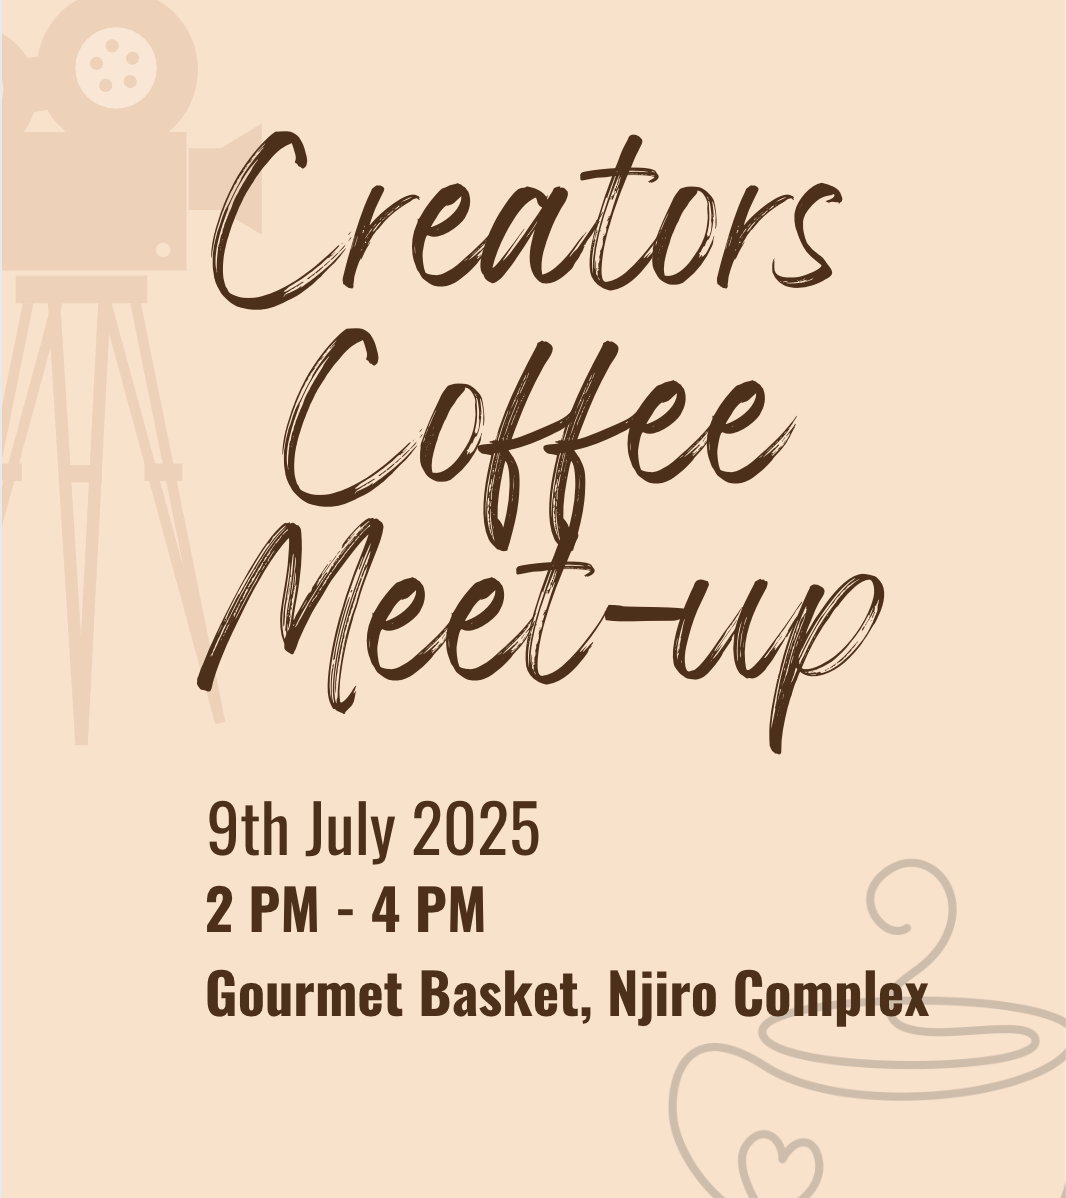 Creators
Coffee
Meet-up
9th July 2025
2 PM - 4 PM
Gourmet Basket, Njiro Complex